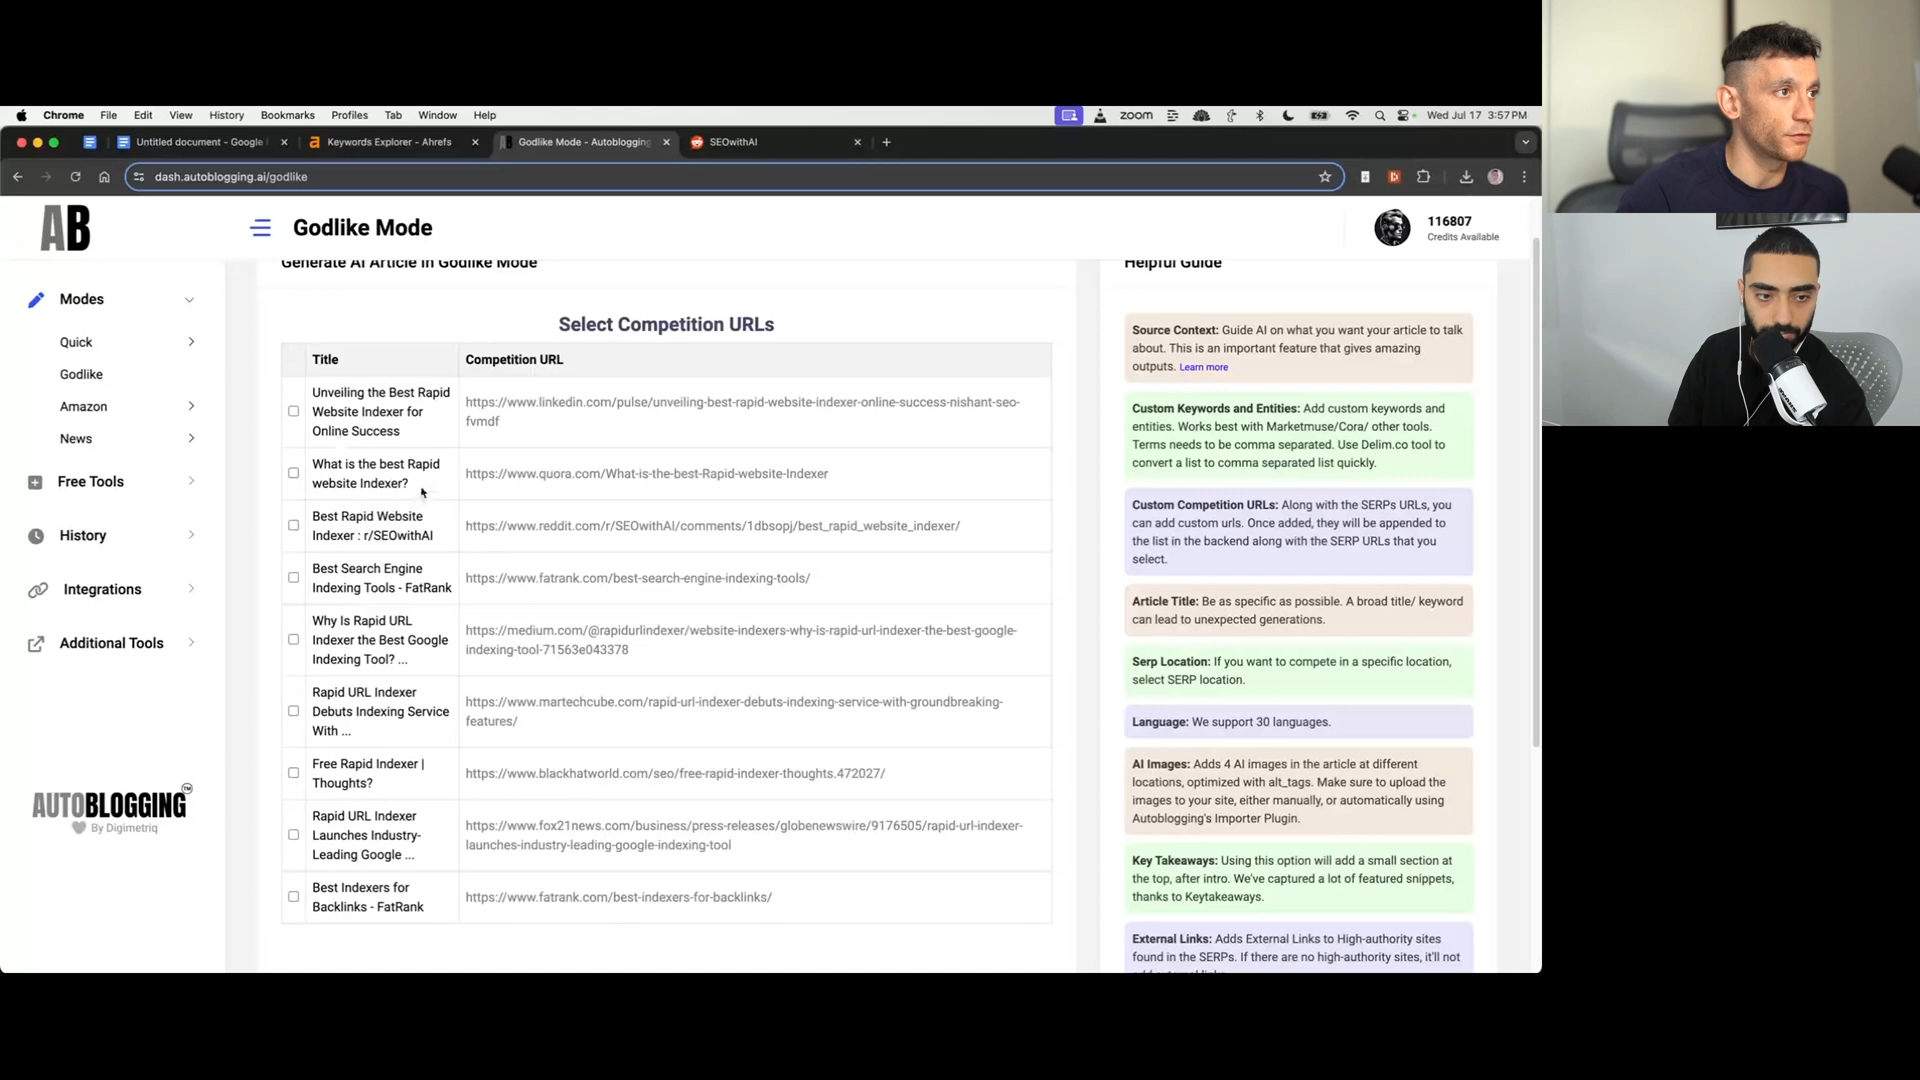 Chrome File Edit View History Bookmarks Profiles Tab Window Help
zoom Wed Jul 17 3:57 PM
Untitled document - Google
Keywords Explorer - Ahrefs
Godlike Mode - Autoblogging
SEOwithAI
dash.autoblogging.ai/godlike
AB
Godlike Mode
116807
Credits Available
Modes
Quick
Godlike
Amazon
News
Free Tools
History
Integrations
Additional Tools
AUTOBLOGGING™
By Digimetriq
Generate AI Article in Godlike Mode
Select Competition URLs
Title Competition URL
Unveiling the Best Rapid
Website Indexer for
Online Success
https://www.linkedin.com/pulse/unveiling-best-rapid-website-indexer-online-success-nishant-seo-
fvmdf
What is the best Rapid
website Indexer?
https://www.quora.com/What-is-the-best-Rapid-website-Indexer
Best Rapid Website
Indexer : r/SEOwithAI
https://www.reddit.com/r/SEOwithAI/comments/1dbsopj/best_rapid_website_indexer/
Best Search Engine
Indexing Tools - FatRank
https://www.fatrank.com/best-search-engine-indexing-tools/
Why Is Rapid URL
Indexer the Best Google
Indexing Tool? ...
https://medium.com/@rapidurlindexer/website-indexers-why-is-rapid-url-indexer-the-best-google-
indexing-tool-71563e043378
Rapid URL Indexer
Debuts Indexing Service
With ...
https://www.martechcube.com/rapid-url-indexer-debuts-indexing-service-with-groundbreaking-
features/
Free Rapid Indexer |
Thoughts?
https://www.blackhatworld.com/seo/free-rapid-indexer-thoughts.472027/
Rapid URL Indexer
Launches Industry-
Leading Google ...
https://www.fox21news.com/business/press-releases/globenewswire/9176505/rapid-url-indexer-
launches-industry-leading-google-indexing-tool
Best Indexers for
Backlinks - FatRank
https://www.fatrank.com/best-indexers-for-backlinks/
Helpful Guide
Source Context: Guide AI on what you want your article to talk
about. This is an important feature that gives amazing
outputs. Learn more
Custom Keywords and Entities: Add custom keywords and
entities. Works best with Marketmuse/Cora/ other tools.
Terms needs to be comma separated. Use Delim.co tool to
convert a list to comma separated list quickly.
Custom Competition URLs: Along with the SERPs URLs, you
can add custom urls. Once added, they will be appended to
the list in the backend along with the SERP URLs that you
select.
Article Title: Be as specific as possible. A broad title/ keyword
can lead to unexpected generations.
Serp Location: If you want to compete in a specific location,
select SERP location.
Language: We support 30 languages.
AI Images: Adds 4 AI images in the article at different
locations, optimized with alt_tags. Make sure to upload the
images to your site, either manually, or automatically using
Autoblogging's Importer Plugin.
Key Takeaways: Using this option will add a small section at
the top, after intro. We've captured a lot of featured snippets,
thanks to Keytakeaways.
External Links: Adds External Links to High-authority sites
found in the SERPs. If there are no high-authority sites, it'll not